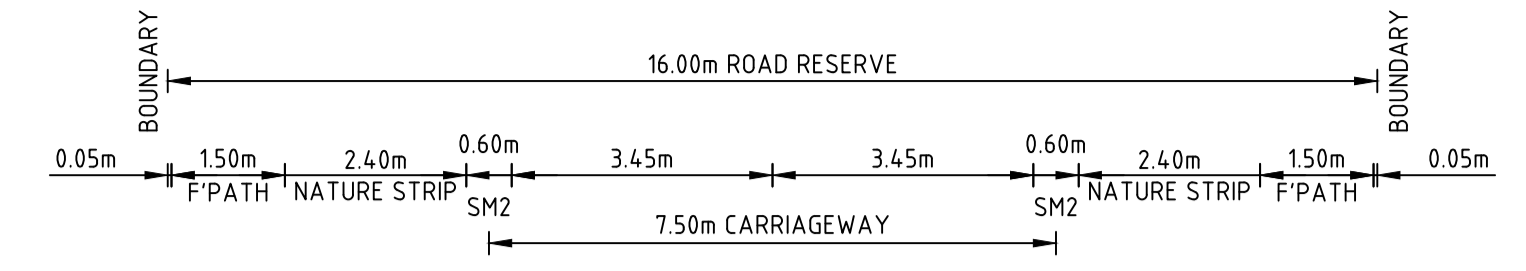 BOUNDARY
16.00m ROAD RESERVE
BOUNDARY
0.05m
1.50m
2.40m
0.60m
3.45m
3.45m
0.60m
2.40m
1.50m
0.05m
F'PATH
NATURE STRIP
SM2
SM2
NATURE STRIP
F'PATH
7.50m CARRIAGEWAY